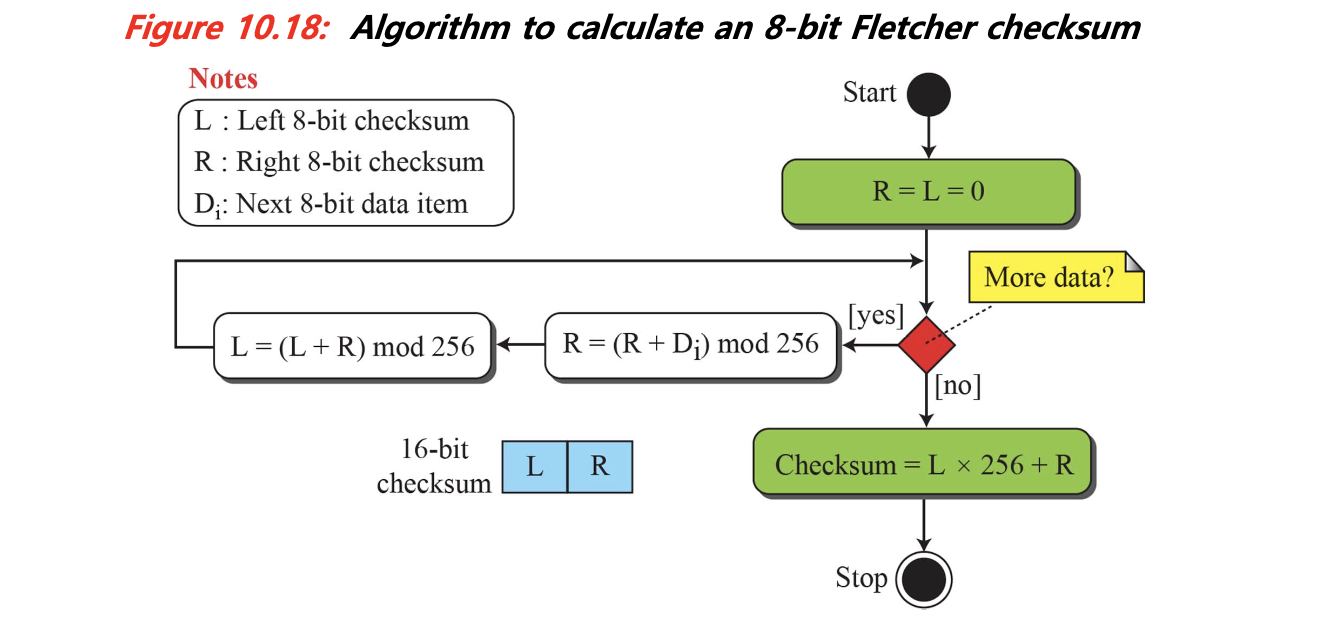 Figure 10.18: Algorithm to calculate an 8-bit Fletcher checksum
Notes
L : Left 8-bit checksum
R : Right 8-bit checksum
Di: Next 8-bit data item
Start
R = L = 0
More data?
[yes]
R = (R + Di) mod 256
L = (L + R) mod 256
[no]
16-bit
checksum
L R
Checksum = L × 256 + R
Stop